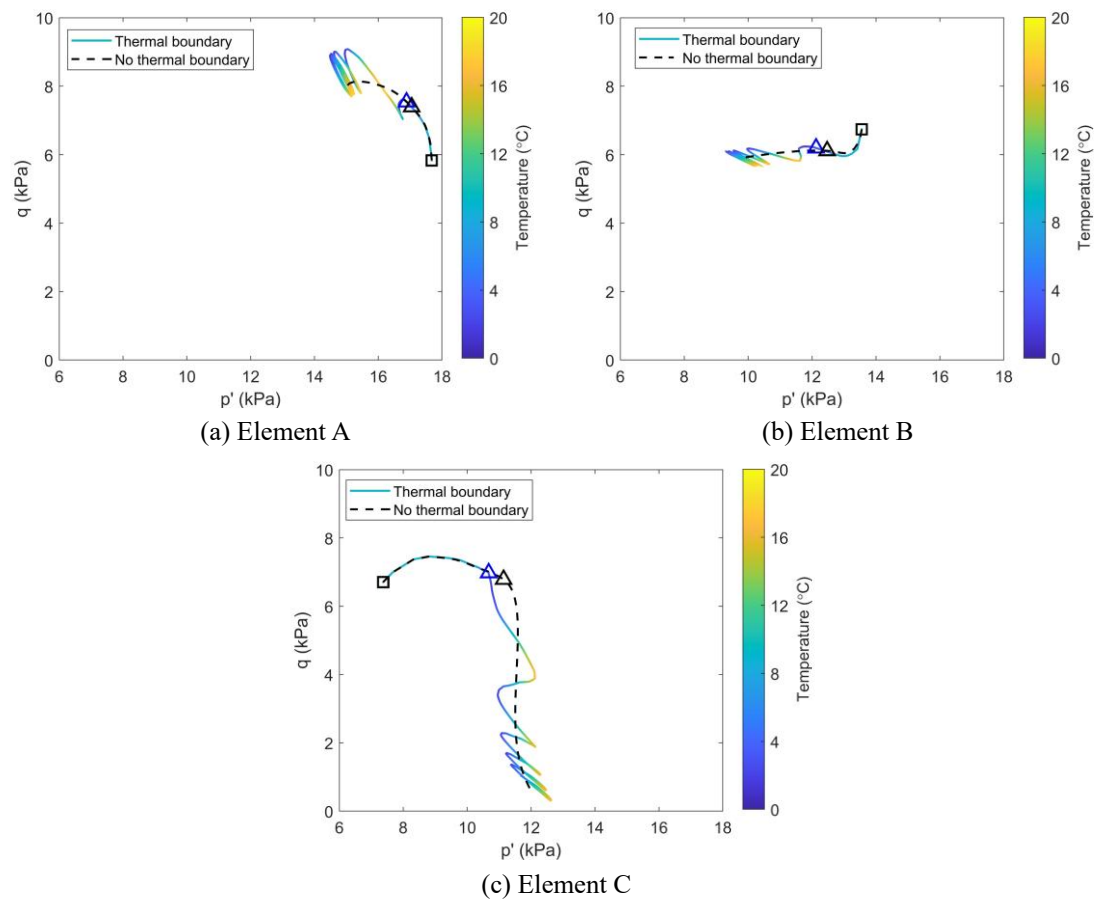 10
8
6
4
2
0
q (kPa)
Thermal boundary
No thermal boundary
6 8 10 12 14 16 18
p' (kPa)
20
16
12
8
4
0
Temperature (°C)
(a) Element A
10
8
6
4
2
0
q (kPa)
Thermal boundary
No thermal boundary
6 8 10 12 14 16 18
p' (kPa)
20
16
12
8
4
0
Temperature (°C)
(b) Element B
10
8
6
4
2
0
q (kPa)
Thermal boundary
No thermal boundary
6 8 10 12 14 16 18
p' (kPa)
20
16
12
8
4
0
Temperature (°C)
(c) Element C